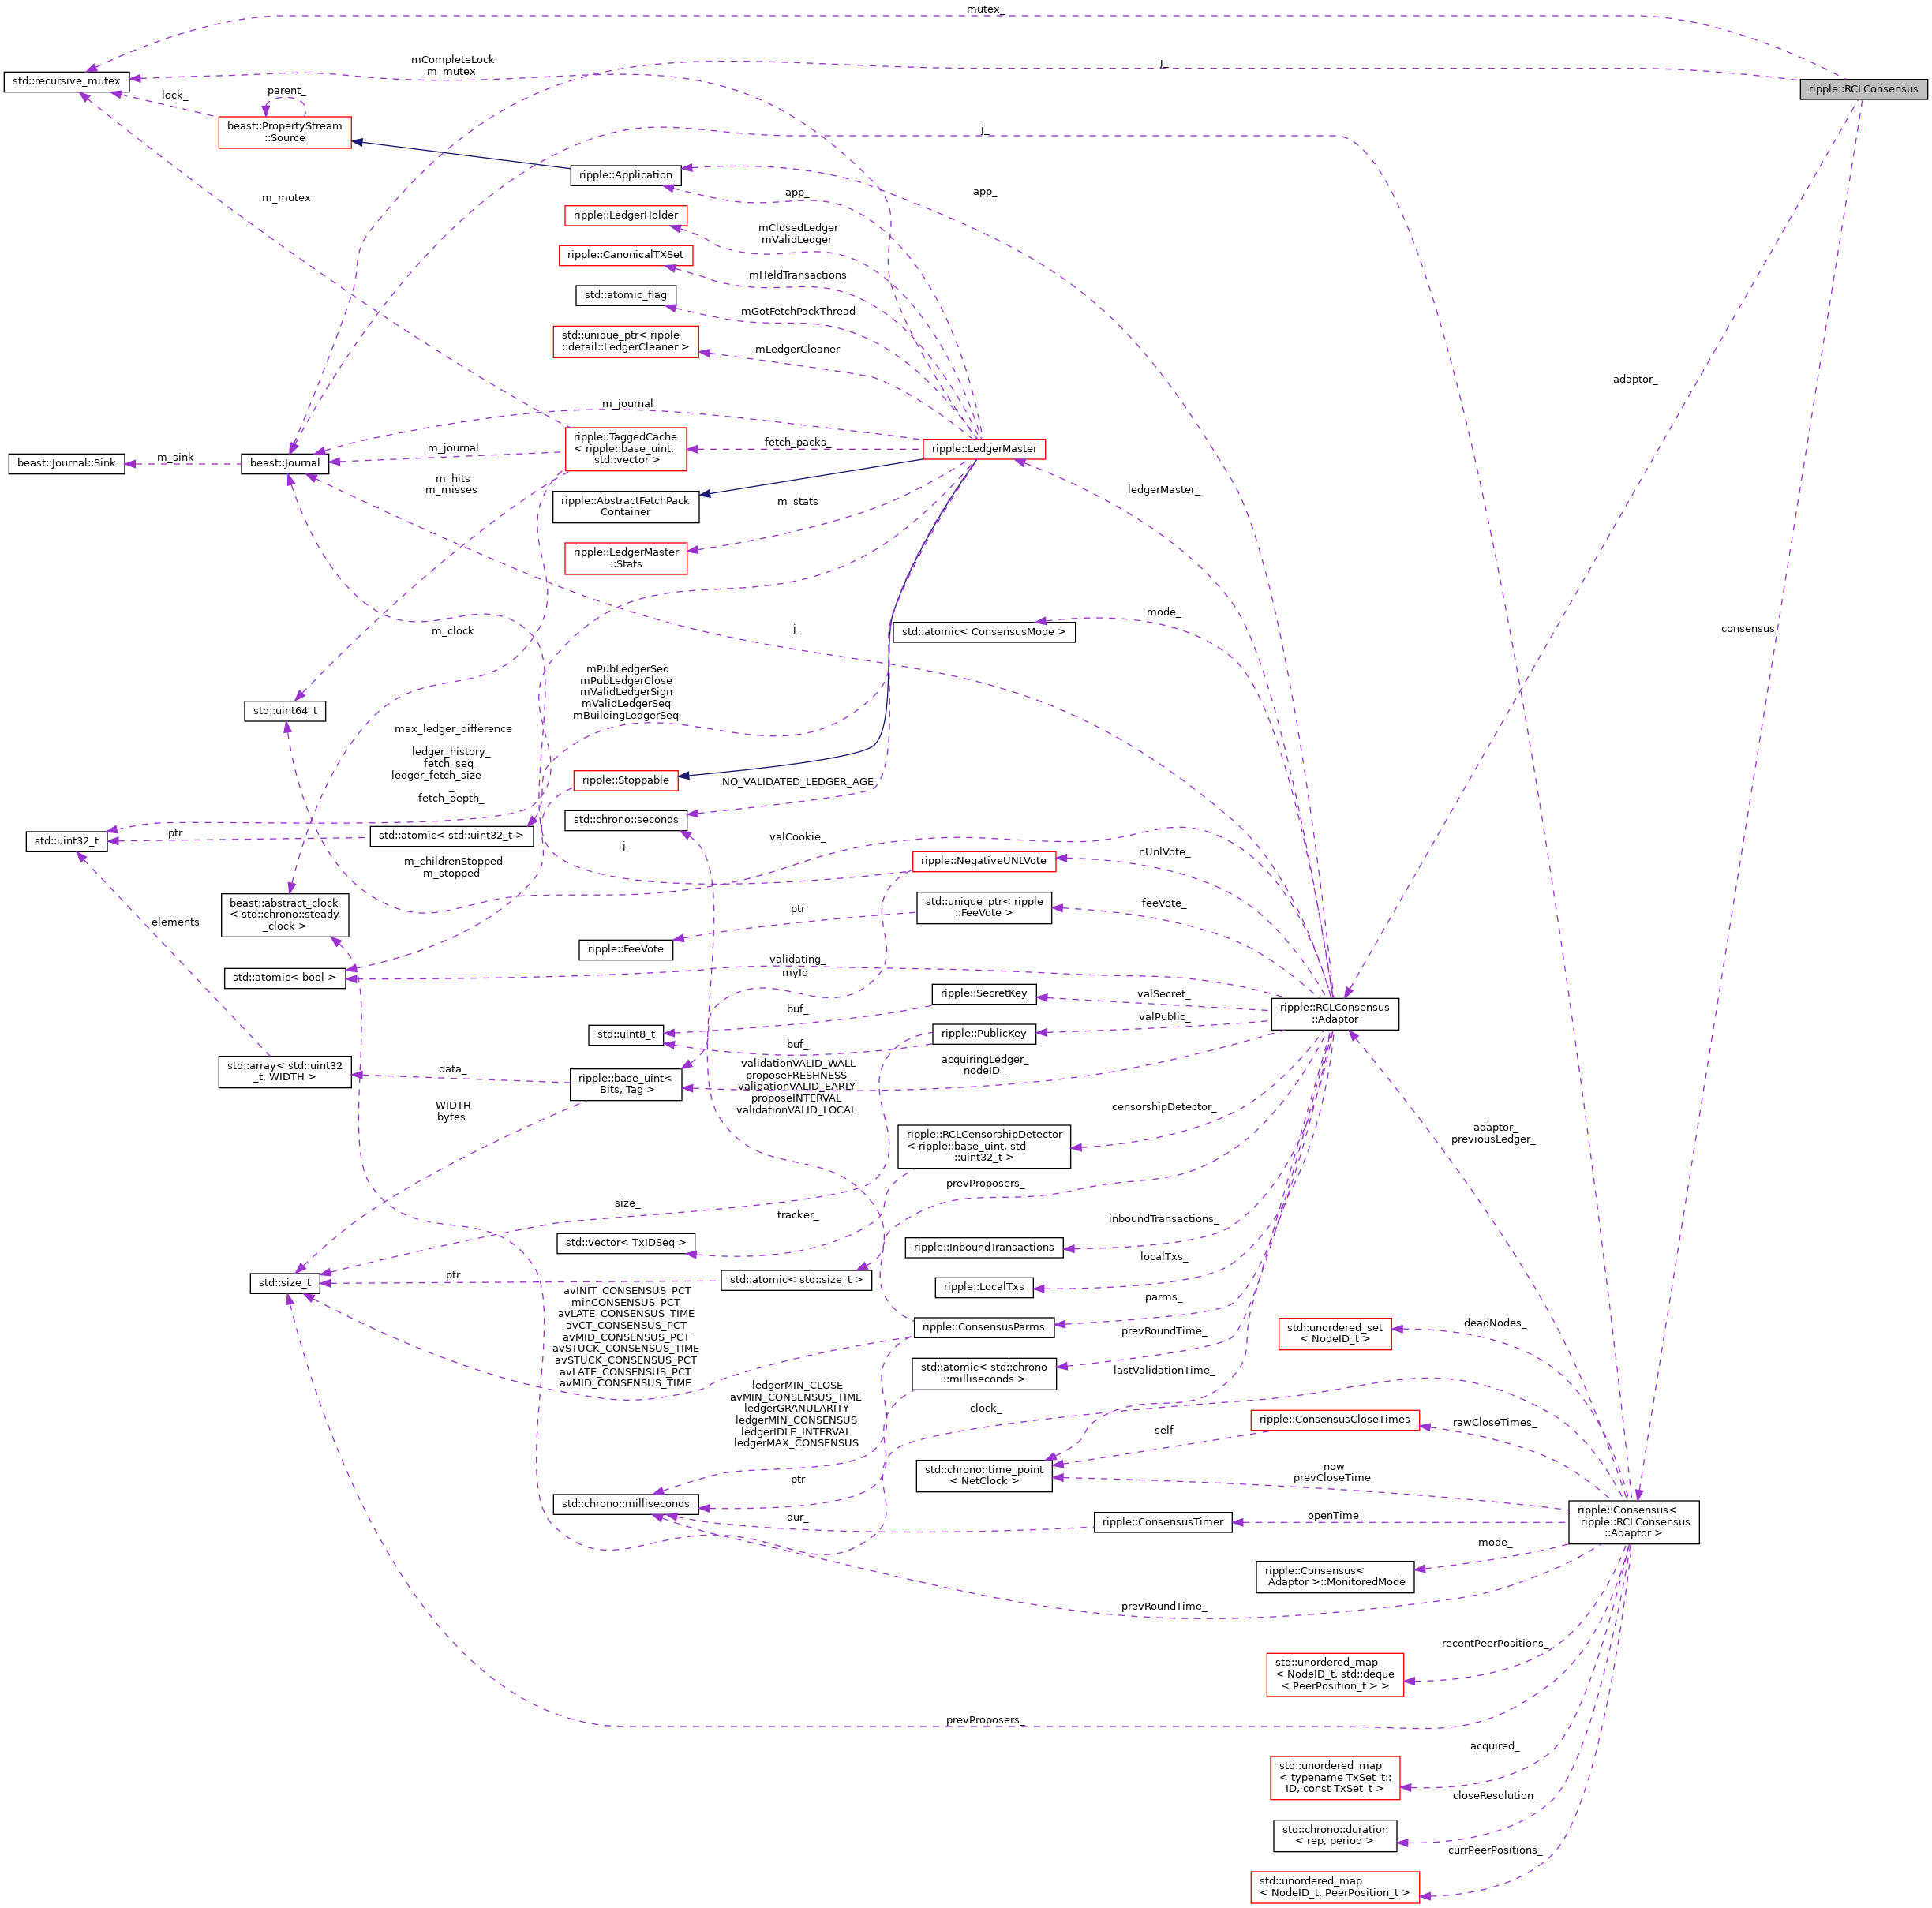 mutex_
mCompleteLock
m_mutex
j_
std::recursive_mutex
ripple::RCLConsensus
parent_
lock_
beast::PropertyStream
::Source
j_
ripple::Application
m_mutex
app_
app_
ripple::LedgerHolder
mClosedLedger
mValidLedger
ripple::CanonicalTXSet
mHeldTransactions
std::atomic_flag
mGotFetchPackThread
std::unique_ptr< ripple
::detail::LedgerCleaner >
mLedgerCleaner
adaptor_
m_journal
ripple::TaggedCache
< ripple::base_uint,
std::vector >
fetch_packs_
ripple::LedgerMaster
m_journal
beast::Journal::Sink
m_sink
beast::Journal
m_hits
m_misses
ripple::AbstractFetchPack
Container
m_stats
ledgerMaster_
ripple::LedgerMaster
::Stats
mode_
std::atomic< ConsensusMode >
m_clock
j_
consensus_
mPubLedgerSeq
mPubLedgerClose
mValidLedgerSign
mValidLedgerSeq
mBuildingLedgerSeq
std::uint64_t
max_ledger_difference
_
ledger_history_
fetch_seq_
ledger_fetch_size
_
fetch_depth_
ripple::Stoppable
NO_VALIDATED_LEDGER_AGE
std::chrono::seconds
std::uint32_t
ptr
std::atomic< std::uint32_t >
j_
valCookie_
m_childrenStopped
m_stopped
ripple::NegativeUNLVote
nUnlVote_
beast::abstract_clock
< std::chrono::steady
_clock >
elements
std::unique_ptr< ripple
::FeeVote >
feeVote_
ptr
ripple::FeeVote
std::atomic< bool >
validating_
myId_
ripple::SecretKey
valSecret_
ripple::RCLConsensus
::Adaptor
buf_
std::uint8_t
ripple::PublicKey
valPublic_
buf_
std::array< std::uint32
_t, WIDTH >
data_
ripple::base_uint<
Bits, Tag >
validationVALID_WALL
proposeFRESHNESS
validationVALID_EARLY
proposeINTERVAL
validationVALID_LOCAL
acquiringLedger_
nodeID_
WIDTH
bytes
censorshipDetector_
ripple::RCLCensorshipDetector
< ripple::base_uint, std
::uint32_t >
adaptor_
previousLedger_
prevProposers_
size_
tracker_
std::vector< TxIDSeq >
inboundTransactions_
ripple::InboundTransactions
localTxs_
std::size_t
ptr
std::atomic< std::size_t >
ripple::LocalTxs
avINIT_CONSENSUS_PCT
minCONSENSUS_PCT
avLATE_CONSENSUS_TIME
avCT_CONSENSUS_PCT
avMID_CONSENSUS_PCT
avSTUCK_CONSENSUS_TIME
avSTUCK_CONSENSUS_PCT
avLATE_CONSENSUS_PCT
avMID_CONSENSUS_TIME
parms_
ripple::ConsensusParms
prevRoundTime_
std::unordered_set
< NodeID_t >
deadNodes_
std::atomic< std::chrono
::milliseconds >
lastValidationTime_
ledgerMIN_CLOSE
avMIN_CONSENSUS_TIME
ledgerGRANULARITY
ledgerMIN_CONSENSUS
ledgerIDLE_INTERVAL
ledgerMAX_CONSENSUS
clock_
ripple::ConsensusCloseTimes
rawCloseTimes_
self
std::chrono::time_point
< NetClock >
now_
prevCloseTime_
ptr
std::chrono::milliseconds
dur_
ripple::ConsensusTimer
openTime_
ripple::Consensus<
ripple::RCLConsensus
::Adaptor >
mode_
ripple::Consensus<
Adaptor >::MonitoredMode
prevRoundTime_
recentPeerPositions_
std::unordered_map
< NodeID_t, std::deque
< PeerPosition_t > >
prevProposers_
acquired_
std::unordered_map
< typename TxSet_t::
ID, const TxSet_t >
closeResolution_
std::chrono::duration
< rep, period >
currPeerPositions_
std::unordered_map
< NodeID_t, PeerPosition_t >